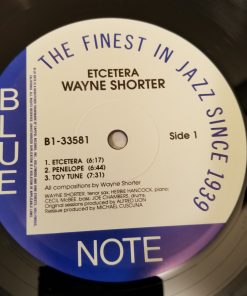 THE FINEST IN JAZZ SINCE 1939
ETCETERA
WAYNE SHORTER
B1-33581
Side 1
1. ETCETERA (6:17)
2. PENELOPE (6:44)
3. TOY TUNE (7:31)
All compositions by Wayne Shorter
WAYNE SHORTER, tenor sax; HERBIE HANCOCK, piano;
CECIL McBEE, bass; JOE CHAMBERS, drums.
Original sessions produced by ALFRED LION
Reissue produced by MICHAEL CUSCUNA
BLUE
NOTE